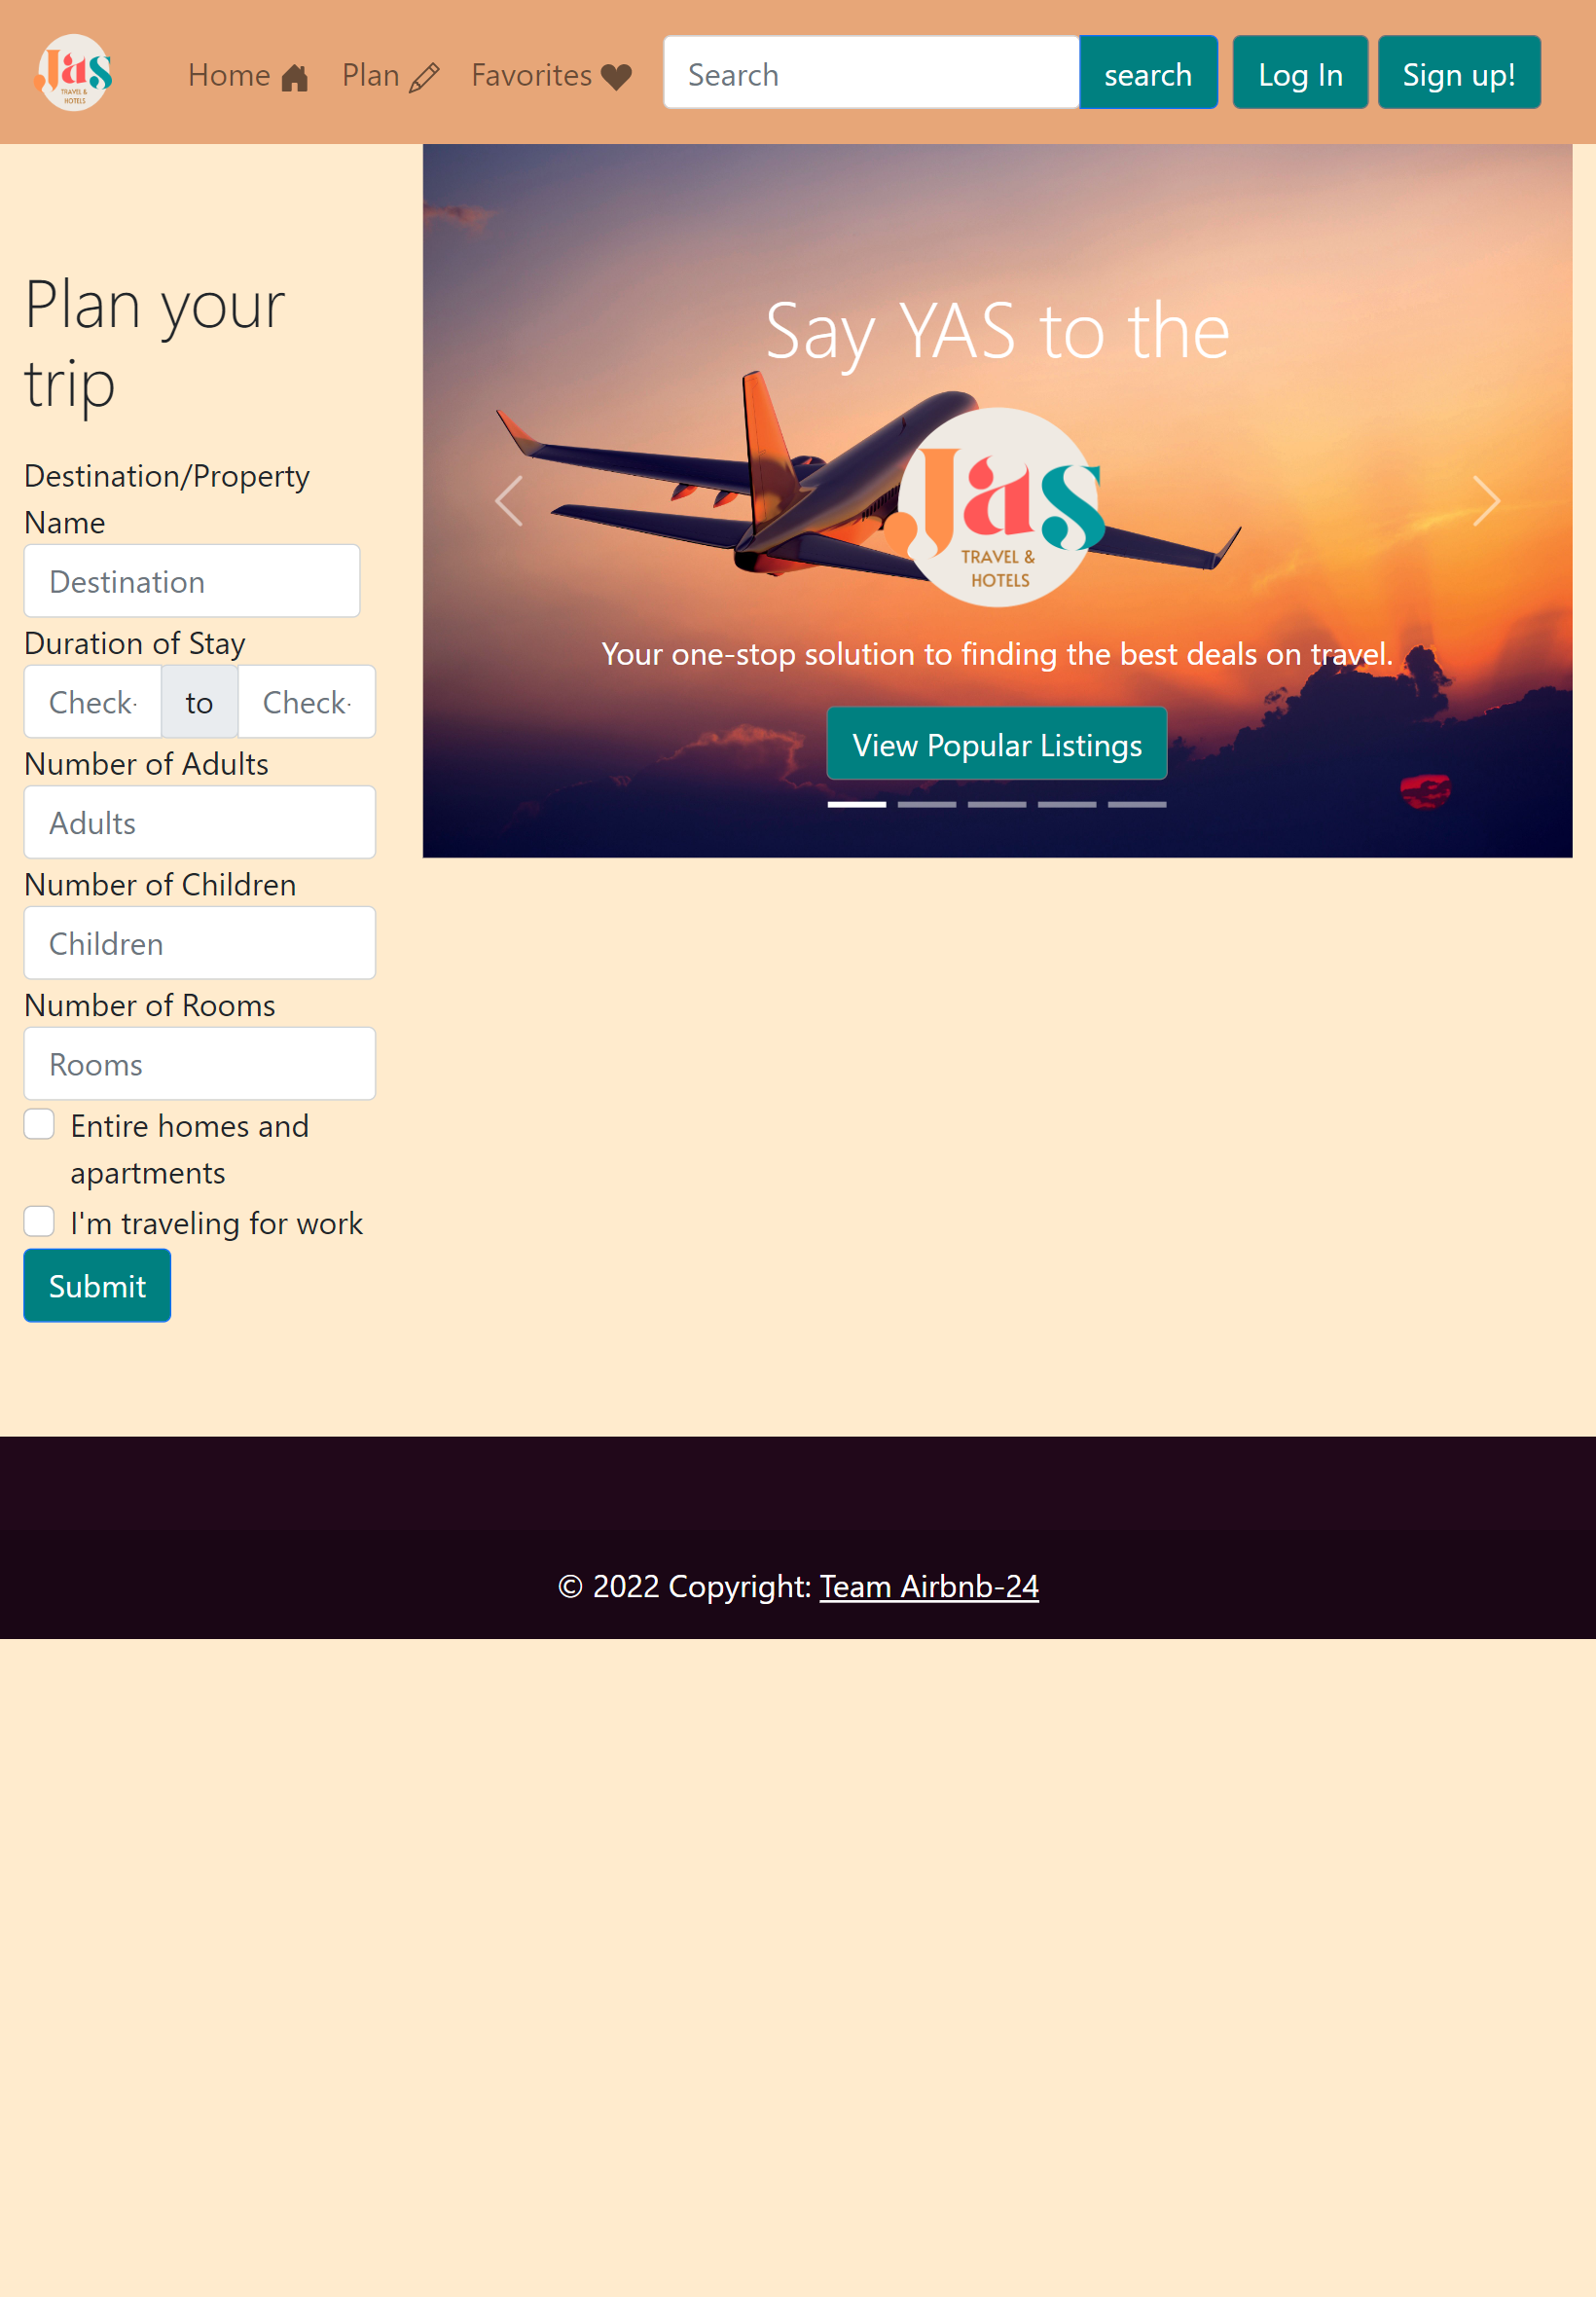 Jas
TRAVEL &
HOTELS
Home
Plan
Favorites
Search
search
Log In
Sign up!
Plan your
trip
Destination/Property
Name
Destination
Duration of Stay
Check-
to
Check-
Number of Adults
Adults
Number of Children
Children
Number of Rooms
Rooms
Entire homes and
apartments
I'm traveling for work
Submit
Say YAS to the
Jas
TRAVEL &
HOTELS
Your one-stop solution to finding the best deals on travel.
View Popular Listings
© 2022 Copyright: Team Airbnb-24